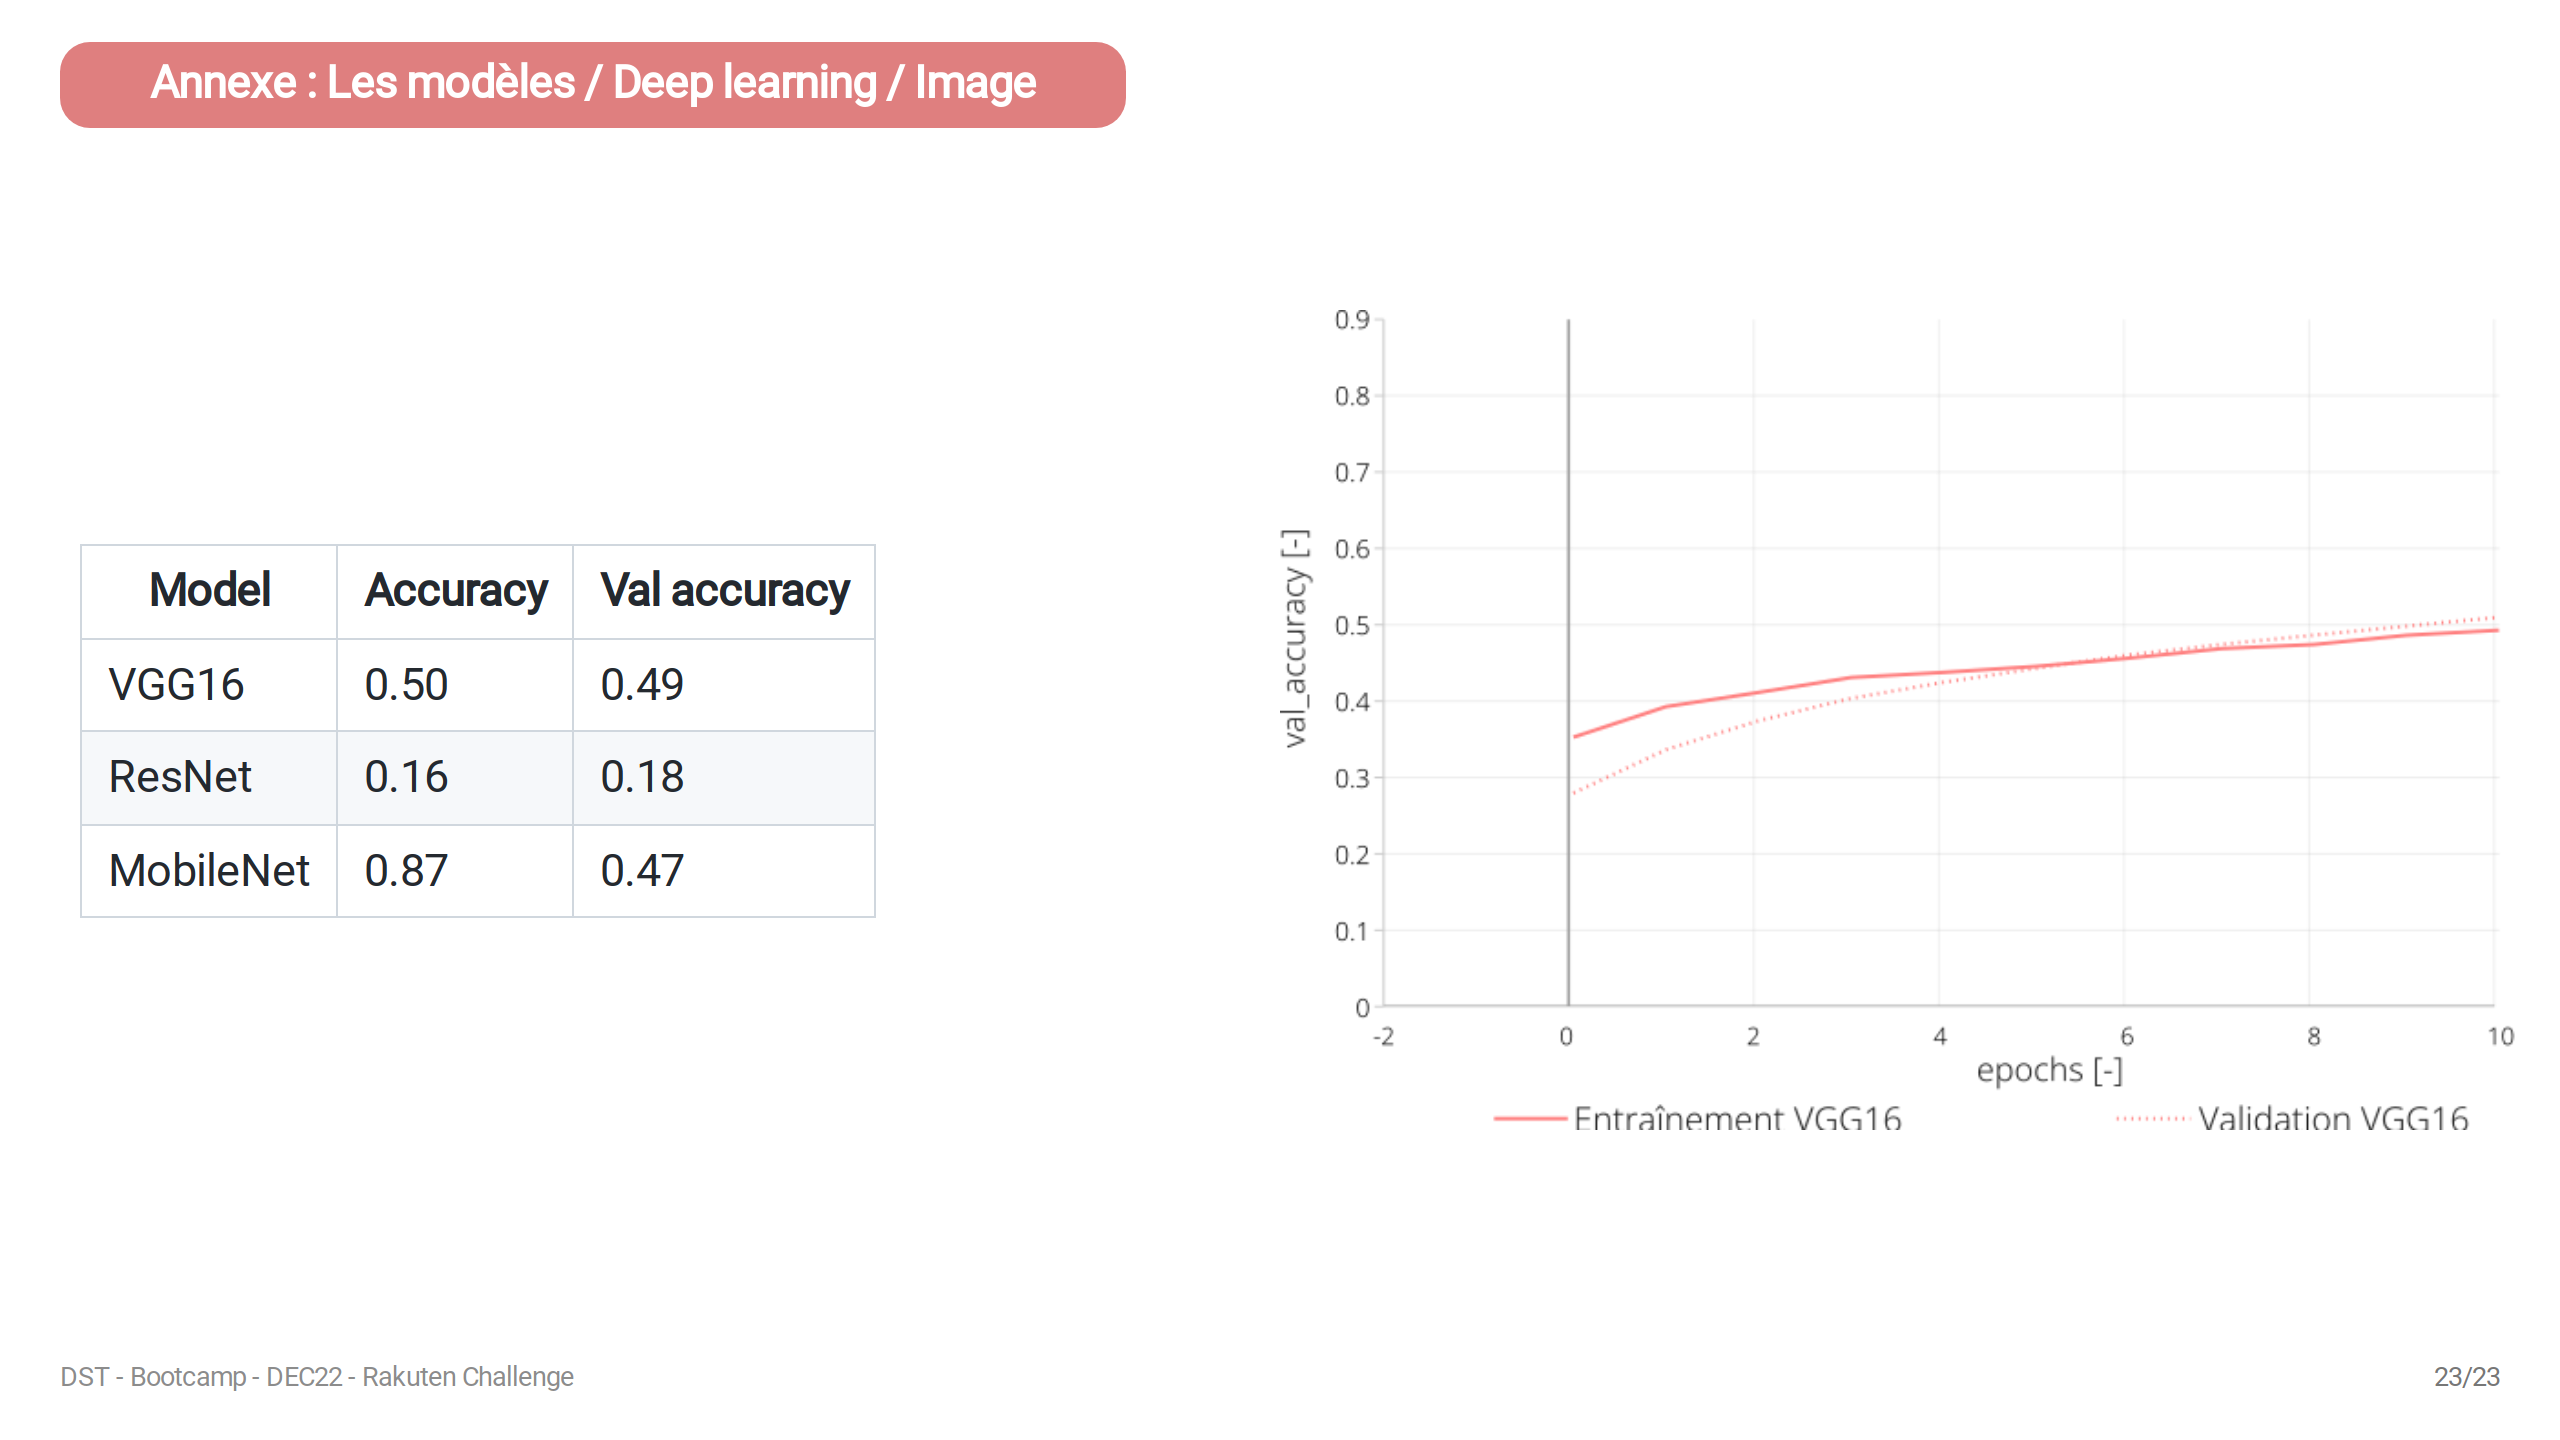 Annexe : Les modèles / Deep learning / Image
Model Accuracy Val accuracy
VGG16 0.50 0.49
ResNet 0.16 0.18
MobileNet 0.87 0.47
0.9
0.8
0.7
0.6
0.5
0.4
0.3
0.2
0.1
0
val_accuracy [-]
-2 0 2 4 6 8 10
epochs [-]
Entraînement VGG16 Validation VGG16
DST - Bootcamp - DEC22 - Rakuten Challenge 23/23